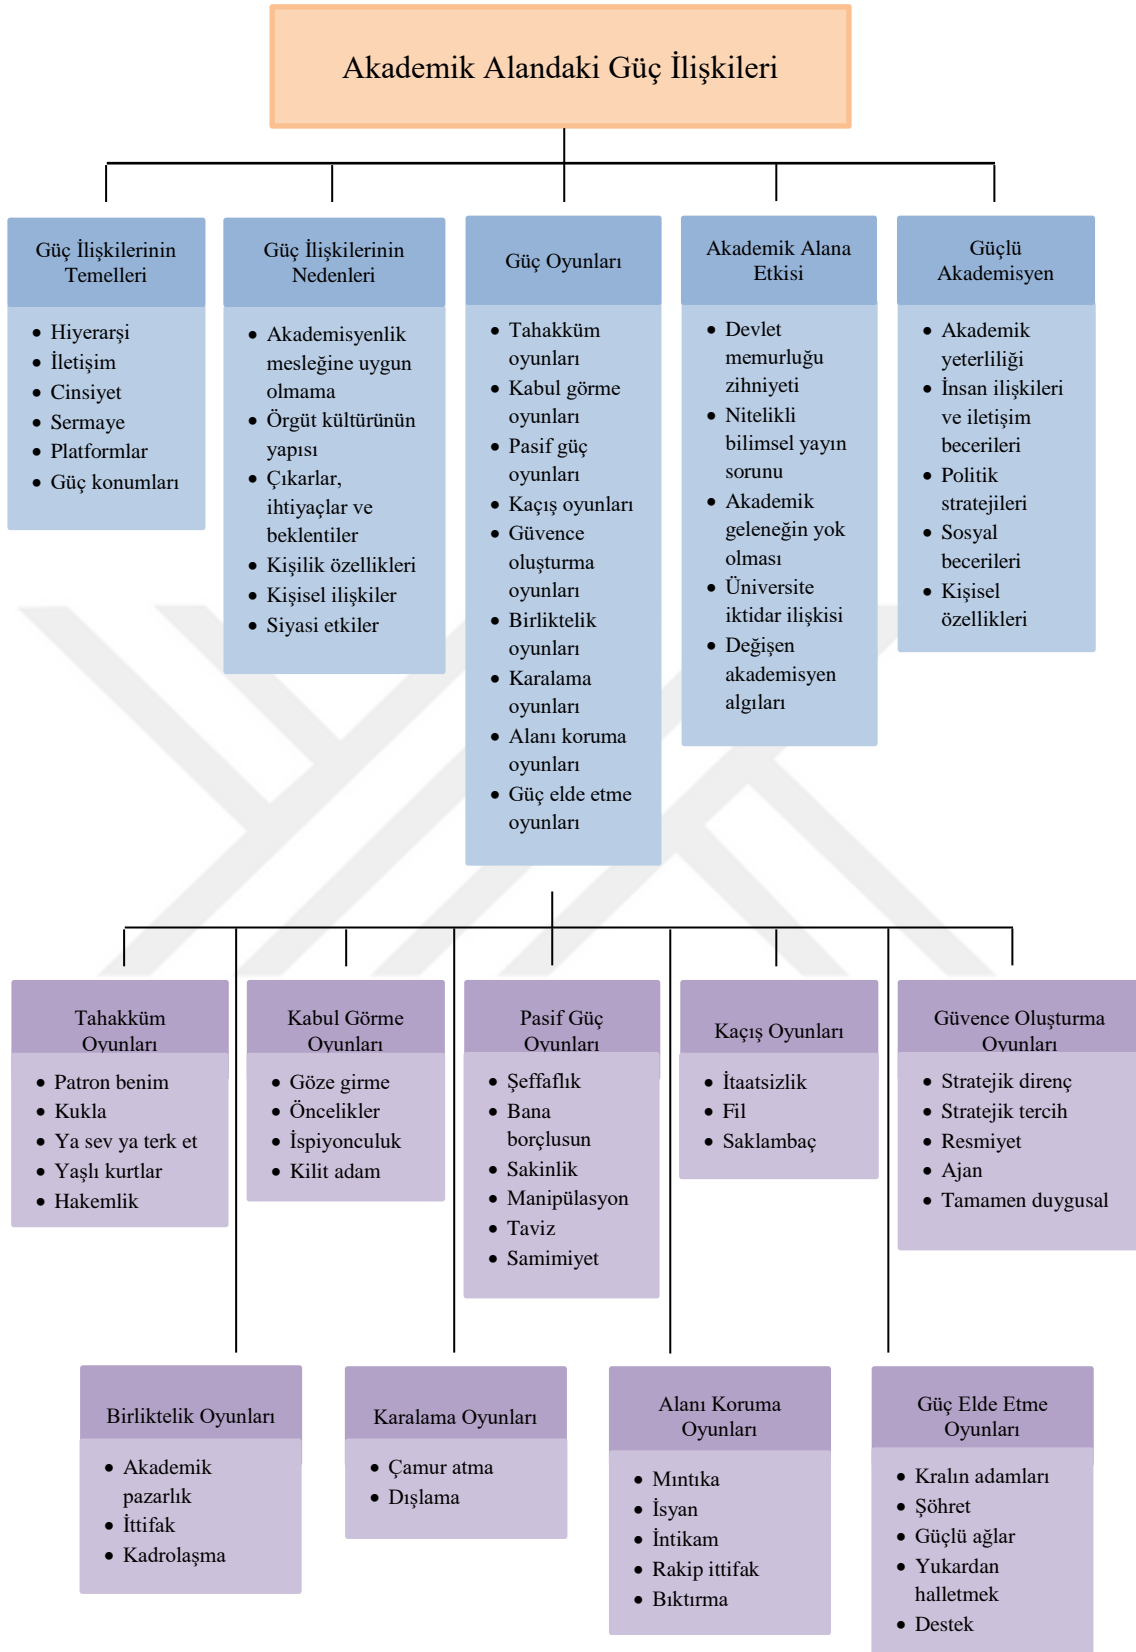 Akademik Alandaki Güç İlişkileri
Güç İlişkilerinin
Temelleri
• Hiyerarşi
• İletişim
• Cinsiyet
• Sermaye
• Platformlar
• Güç konumları
Güç İlişkilerinin
Nedenleri
• Akademisyenlik
mesleğine uygun
olmama
• Örgüt kültürünün
yapısı
• Çıkarlar,
ihtiyaçlar ve
beklentiler
• Kişilik özellikleri
• Kişisel ilişkiler
• Siyasi etkiler
Güç Oyunları
• Tahakküm
oyunları
• Kabul görme
oyunları
• Pasif güç
oyunları
• Kaçış oyunları
• Güvence
oluşturma
oyunları
• Birliktelik
oyunları
• Karalama
oyunları
• Alanı koruma
oyunları
• Güç elde etme
oyunları
Akademik Alana
Etkisi
• Devlet
memurluğu
zihniyeti
• Nitelikli
bilimsel yayın
sorunu
• Akademik
geleneğin yok
olması
• Üniversite
iktidar ilişkisi
• Değişen
akademisyen
algıları
Güçlü
Akademisyen
• Akademik
yeterliliği
• İnsan ilişkileri
ve iletişim
becerileri
• Politik
stratejileri
• Sosyal
becerileri
• Kişisel
özellikleri
Tahakküm
Oyunları
• Patron benim
• Kukla
• Ya sev ya terk et
• Yaşlı kurtlar
• Hakemlik
Kabul Görme
Oyunları
• Göze girme
• Öncelikler
• İspiyonculuk
• Kilit adam
Pasif Güç
Oyunları
• Şeffaflık
• Bana
borçlusun
• Sakinlik
• Manipülasyon
• Taviz
• Samimiyet
Kaçış Oyunları
• İtaatsizlik
• Fil
• Saklambaç
Güvence Oluşturma
Oyunları
• Stratejik direnç
• Stratejik tercih
• Resmiyet
• Ajan
• Tamamen duygusal
Birliktelik Oyunları
• Akademik
pazarlık
• İttifak
• Kadrolaşma
Karalama Oyunları
• Çamur atma
• Dışlama
Alanı Koruma
Oyunları
• Mıntıka
• İsyan
• İntikam
• Rakip ittifak
• Bıktırma
Güç Elde Etme
Oyunları
• Kralın adamları
• Şöhret
• Güçlü ağlar
• Yukardan
halletmek
• Destek